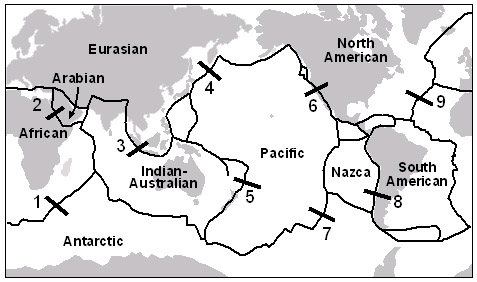 Eurasian
North
American
Arabian
2
4
6
9
African
3
Pacific
Indian-
Australian
Nazca
South
American
1
5
8
7
Antarctic